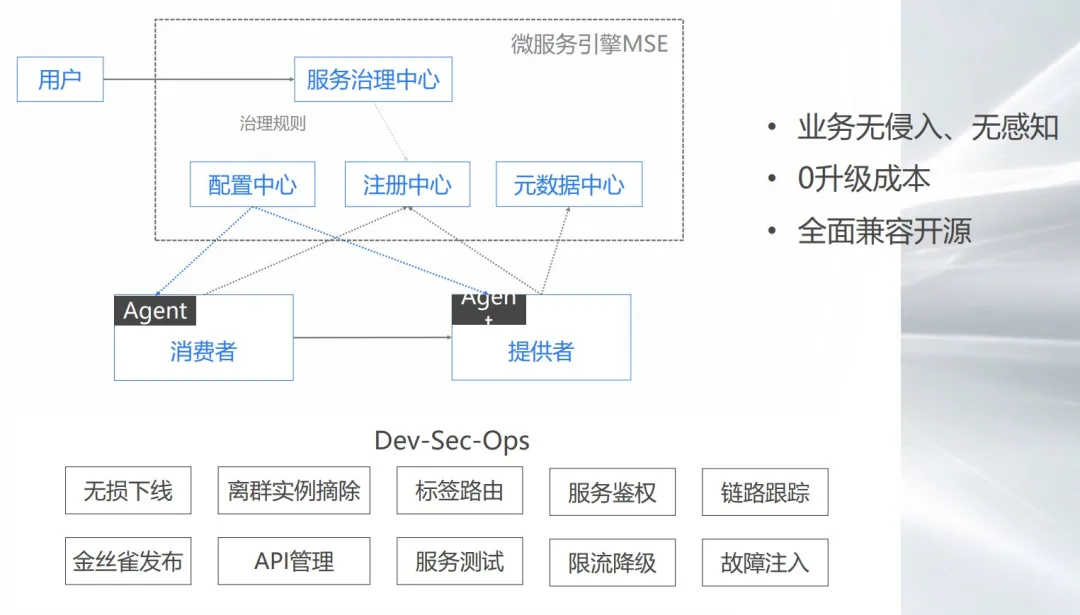 微服务引擎MSE
用户
服务治理中心
治理规则
配置中心
注册中心
元数据中心
Agent
消费者
Agen
t
提供者
• 业务无侵入、无感知
• 0升级成本
• 全面兼容开源
Dev-Sec-Ops
无损下线
离群实例摘除
标签路由
服务鉴权
链路跟踪
金丝雀发布
API管理
服务测试
限流降级
故障注入